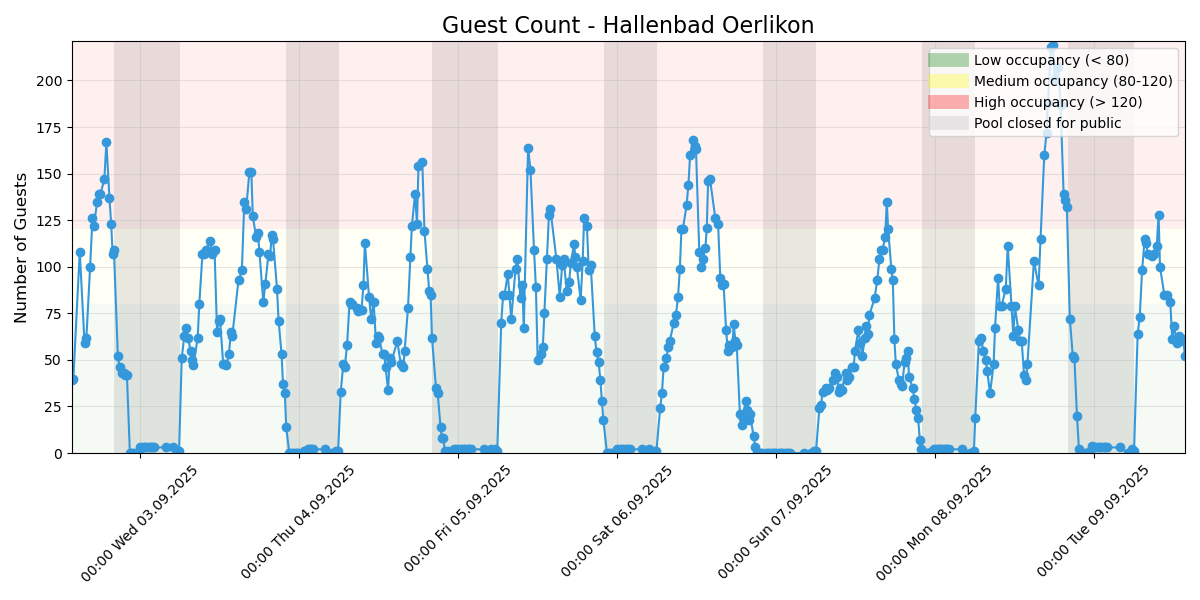 Guest Count - Hallenbad Oerlikon
Number of Guests
200
175
150
125
100
75
50
25
0
Low occupancy (< 80)
Medium occupancy (80-120)
High occupancy (> 120)
Pool closed for public
00:00 Wed 03.09.2025
00:00 Thu 04.09.2025
00:00 Fri 05.09.2025
00:00 Sat 06.09.2025
00:00 Sun 07.09.2025
00:00 Mon 08.09.2025
00:00 Tue 09.09.2025